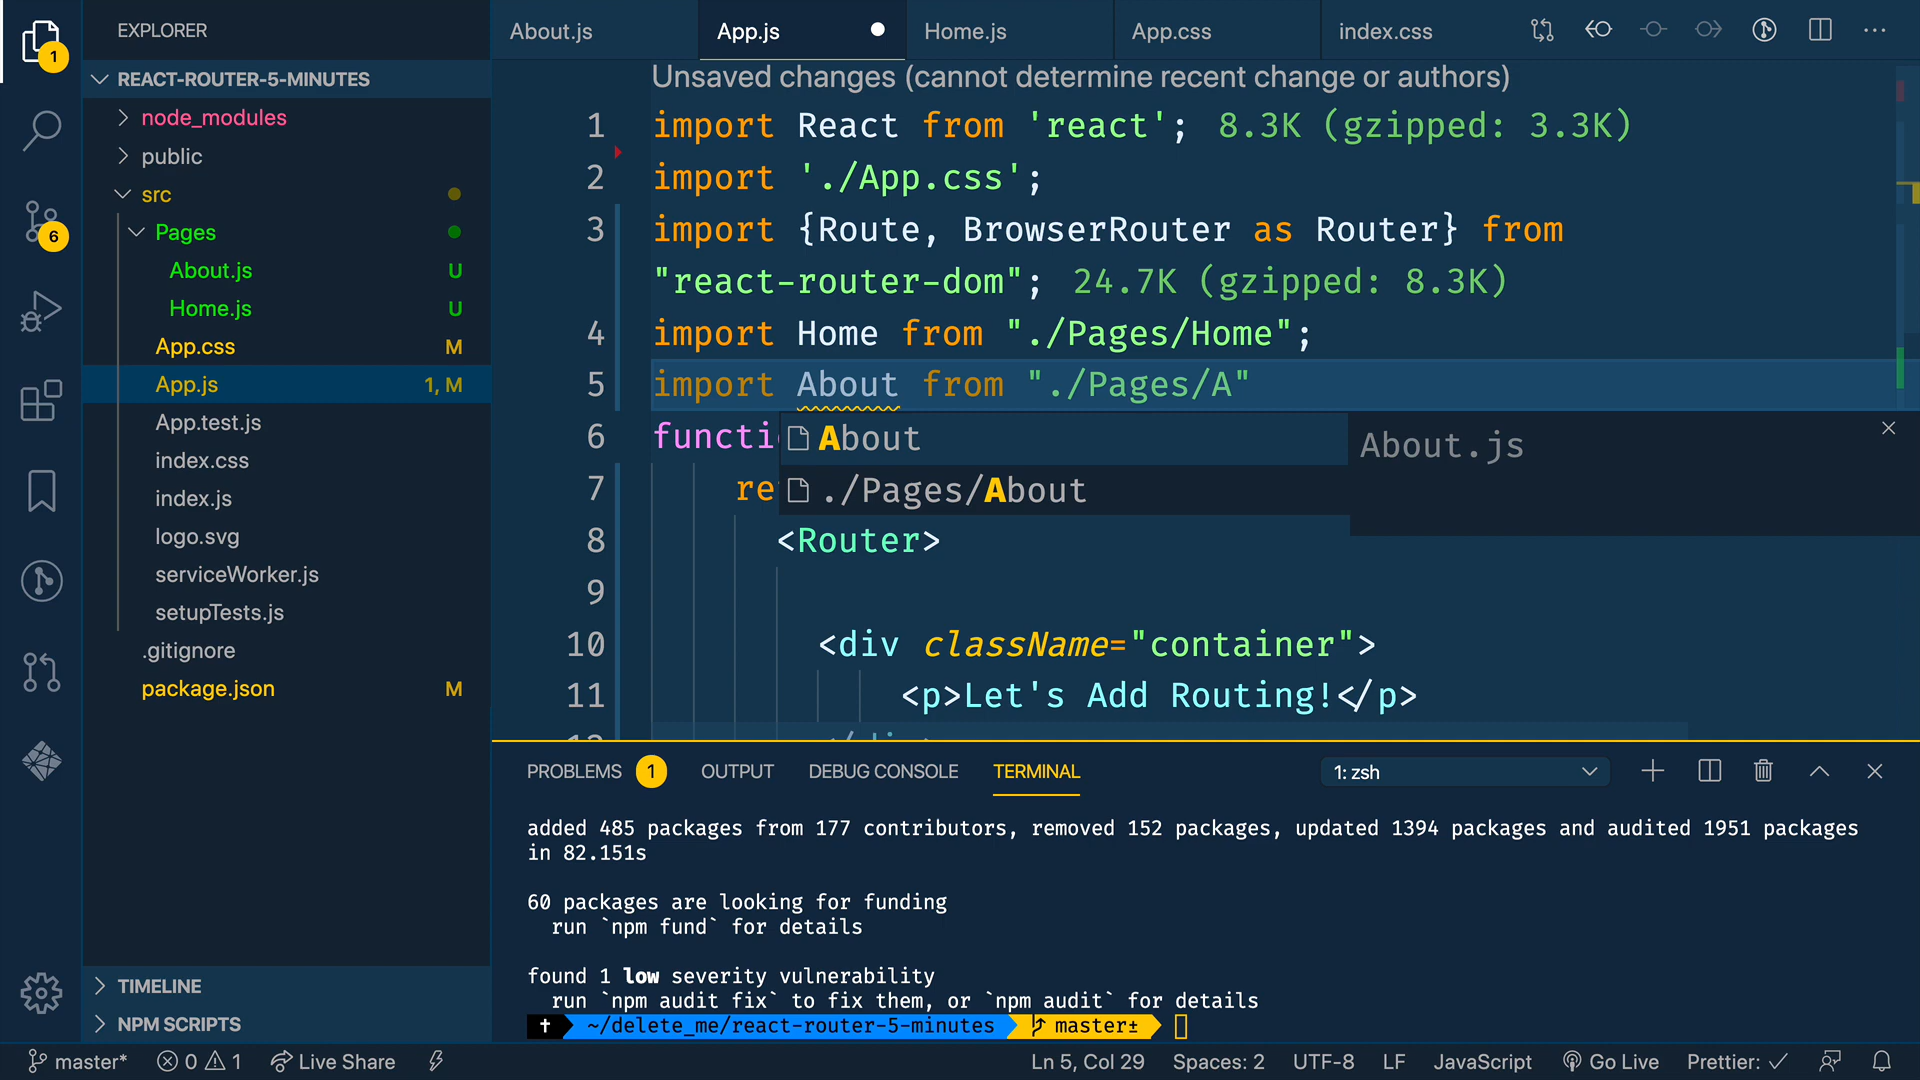 EXPLORER
REACT-ROUTER-5-MINUTES
node_modules
public
src
Pages
About.js U
Home.js U
App.css M
App.js 1, M
App.test.js
index.css
index.js
logo.svg
serviceWorker.js
setupTests.js
.gitignore
package.json M
TIMELINE
NPM SCRIPTS
1
6
About.js App.js Home.js App.css index.css
Unsaved changes (cannot determine recent change or authors)
1 import React from 'react'; 8.3K (gzipped: 3.3K)
2 import './App.css';
3 import {Route, BrowserRouter as Router} from
"react-router-dom"; 24.7K (gzipped: 8.3K)
4 import Home from "./Pages/Home";
5 import About from "./Pages/A"
6 functi
About About.js
7 re
./Pages/About
8 <Router>
9
10 <div className="container">
11 <p>Let's Add Routing!</p>
12 </div>
PROBLEMS 1 OUTPUT DEBUG CONSOLE TERMINAL 1: zsh
added 485 packages from 177 contributors, removed 152 packages, updated 1394 packages and audited 1951 packages
in 82.151s
60 packages are looking for funding
run `npm fund` for details
found 1 low severity vulnerability
run `npm audit fix` to fix them, or `npm audit` for details
~/delete_me/react-router-5-minutes master±
master* 0 1 Live Share Ln 5, Col 29 Spaces: 2 UTF-8 LF JavaScript Go Live Prettier: ✓